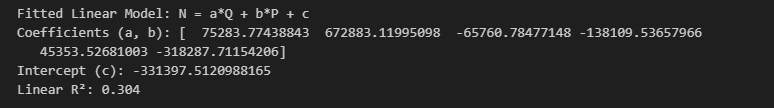 Fitted Linear Model: N = a*Q + b*P + c
Coefficients (a, b): [  75283.77438843  672883.11995098  -65760.78477148 -138109.53657966
   45353.52681003 -318287.71154206]
Intercept (c): -331397.5120988165
Linear R²: 0.304